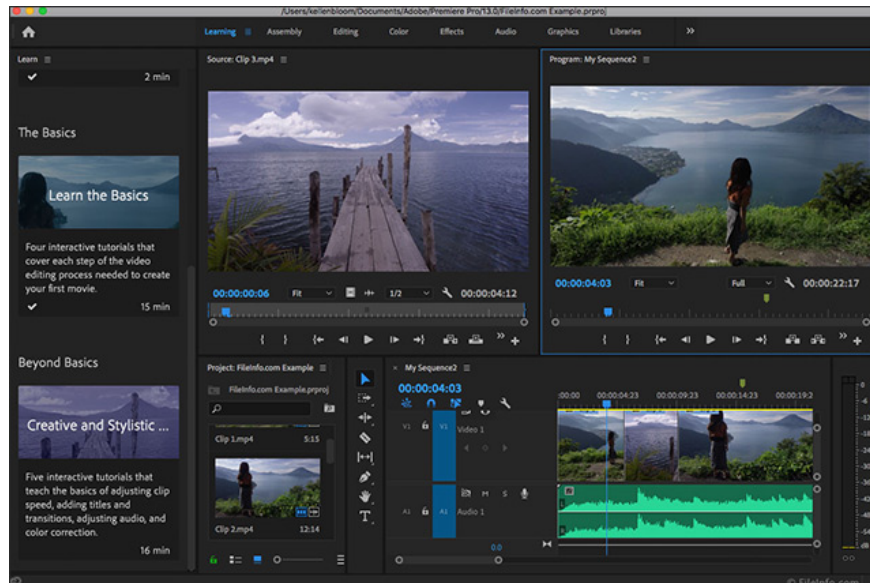 /Users/kellenbloom/Documents/Adobe/Premiere Pro/13.0/FileInfo.com Example.prproj
Learning
Assembly
Editing
Color
Effects
Audio
Graphics
Libraries
Learn
2 min
The Basics
Learn the Basics
Four interactive tutorials that
cover each step of the video
editing process needed to create
your first movie.
15 min
Beyond Basics
Creative and Stylistic ...
Five interactive tutorials that
teach the basics of adjusting clip
speed, adding titles and
transitions, adjusting audio, and
color correction.
16 min
Source: Clip 3.mp4
00:00:00:06
Fit
1/2
00:00:04:12
Program: My Sequence2
00:00:04:03
Fit
Full
00:00:22:17
Project: FileInfo.com Example
FileInfo.com Example.prproj
Clip 1.mp4 5:15
Clip 2.mp4 12:14
T
× My Sequence2
00:00:04:03
:00:00 00:00:04:23 00:00:09:23 00:00:14:23 00:00:19:2
V1 V1 Video 1
A1 A1 M S
Audio 1
0.0
dB
© FileInfo.com